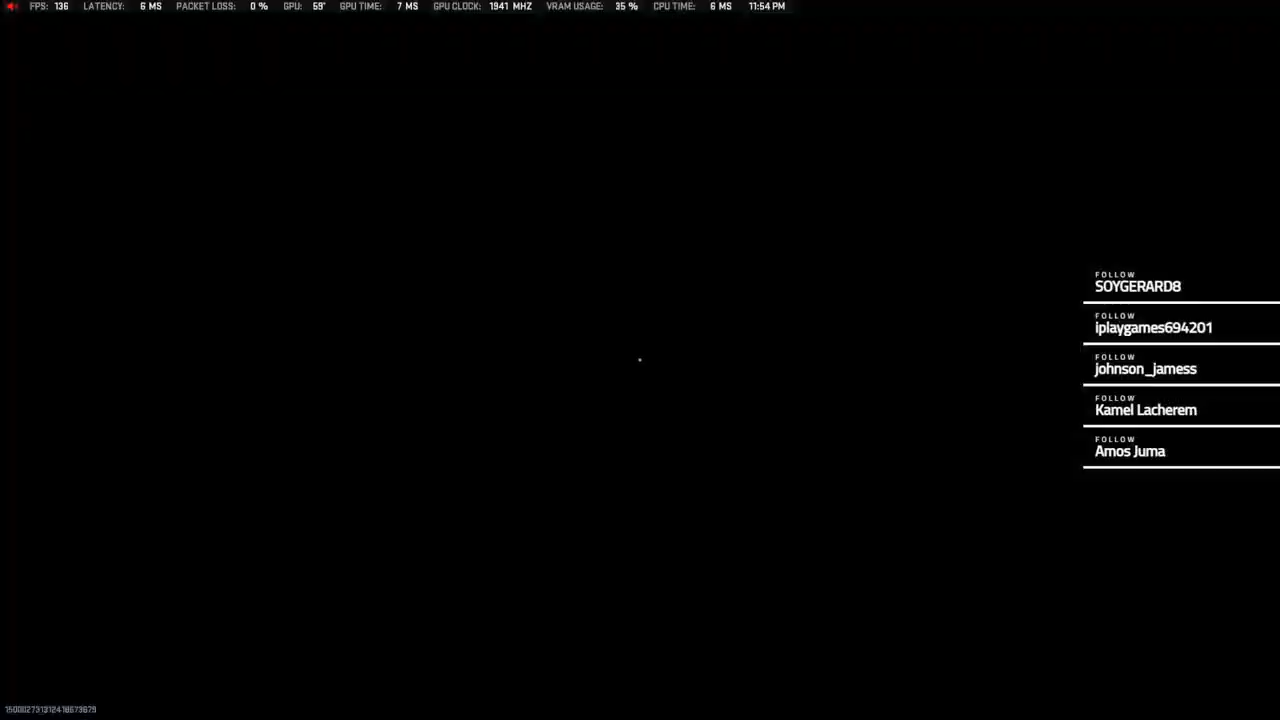 FPS: 136 LATENCY: 6 MS PACKET LOSS: 0 % GPU: 59° GPU TIME: 7 MS GPU CLOCK: 1941 MHZ VRAM USAGE: 35 % CPU TIME: 6 MS 11:54 PM
FOLLOW
SOYGERARD8
FOLLOW
iplaygames694201
FOLLOW
johnson_jamess
FOLLOW
Kamel Lacherem
FOLLOW
Amos Juma